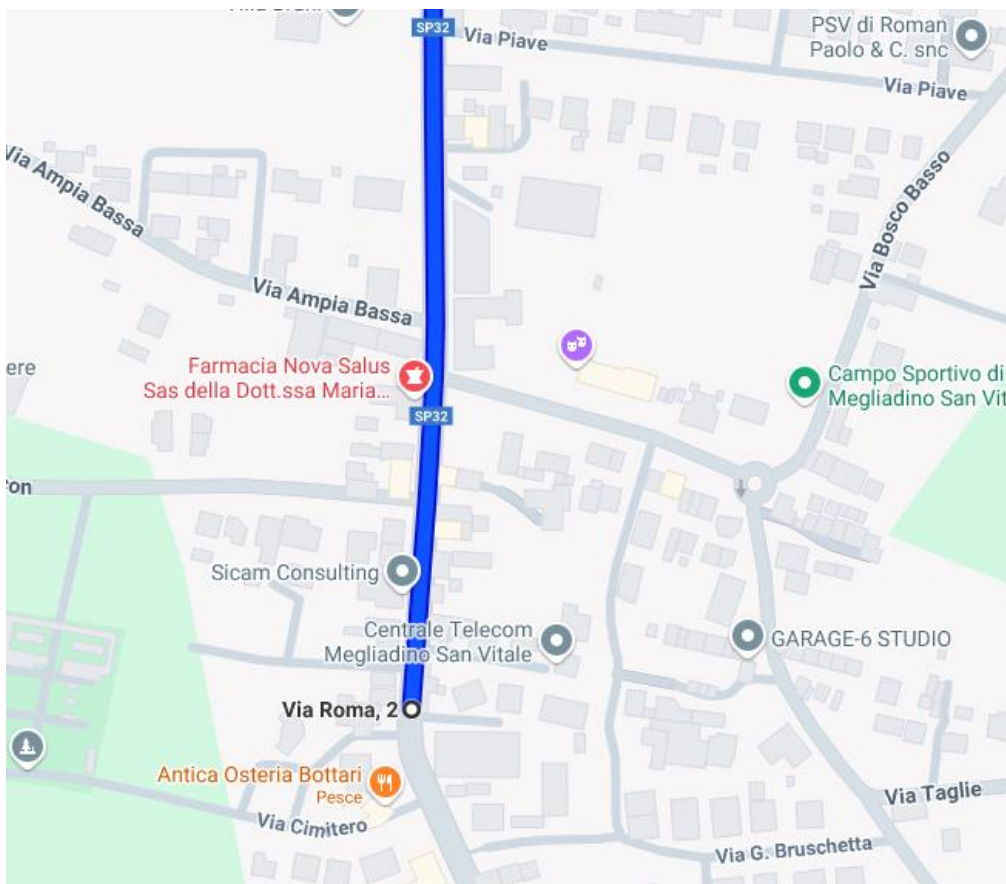 SP32
Via Piave
PSV di Roman
Paolo & C. snc
Via Piave
Via Ampia Bassa
Via Bosco Basso
Via Ampia Bassa
Farmacia Nova Salus
Sas della Dott.ssa Maria...
ere
Campo Sportivo di
Megliadino San Vit
SP32
on
Sicam Consulting
Centrale Telecom
Megliadino San Vitale
GARAGE-6 STUDIO
Via Roma, 2
Antica Osteria Bottari
Pesce
Via Cimitero
Via Taglie
Via G. Bruschetta